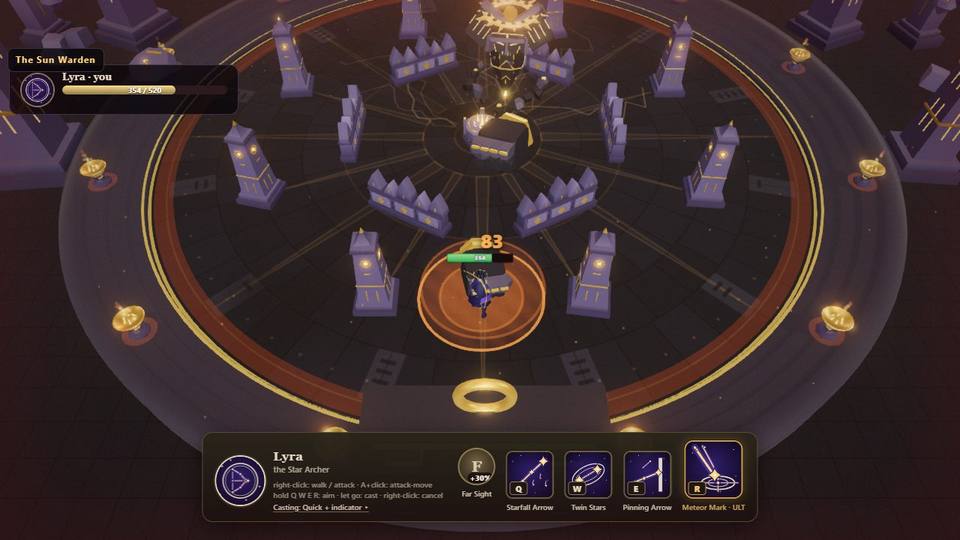 The Sun Warden
Lyra · you
354 / 520
83
354
Lyra
the Star Archer
right-click: walk / attack · A+click: attack-move
hold Q W E R: aim · let go: cast · right-click: cancel
Casting: Quick + indicator
F
+30%
Far Sight
Q
Starfall Arrow
W
Twin Stars
E
Pinning Arrow
R
Meteor Mark · ULT